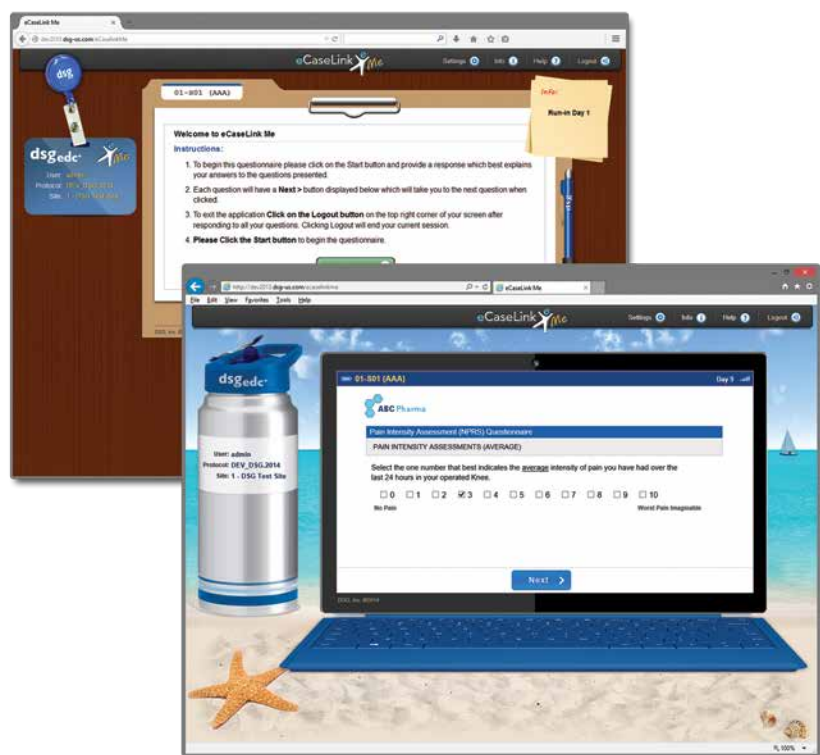 eCaseLink Me
dsg-us.com
eCaseLink Me
Settings Info Help Logout
dsg
01-S01 (AAA)
Info:
Run-in Day 1
dsgedc
Me
User: admin
Protocol: DEV_DSG.2014
Site: 1 - DSG Test Site
Welcome to eCaseLink Me
Instructions:
1. To begin this questionnaire please click on the Start button and provide a response which best explains
your answers to the questions presented.
2. Each question will have a Next > button displayed below which will take you to the next question when
clicked.
3. To exit the application Click on the Logout button on the top right corner of your screen after
responding to all your questions. Clicking Logout will end your current session.
4. Please Click the Start button to begin the questionnaire.
eCaseLink Me
File Edit View Favorites Tools Help
eCaseLink Me
Settings Info Help Logout
dsgedc
User: admin
Protocol: DEV_DSG.2014
Site: 1 - DSG Test Site
01-S01 (AAA)
Day 5
ABC Pharma
Pain Intensity Assessment (NPRS) Questionnaire
PAIN INTENSITY ASSESSMENTS (AVERAGE)
Select the one number that best indicates the average intensity of pain you have had over the
last 24 hours in your operated Knee.
0 1 2 3 4 5 6 7 8 9 10
No Pain Worst Pain Imaginable
Next >
100%